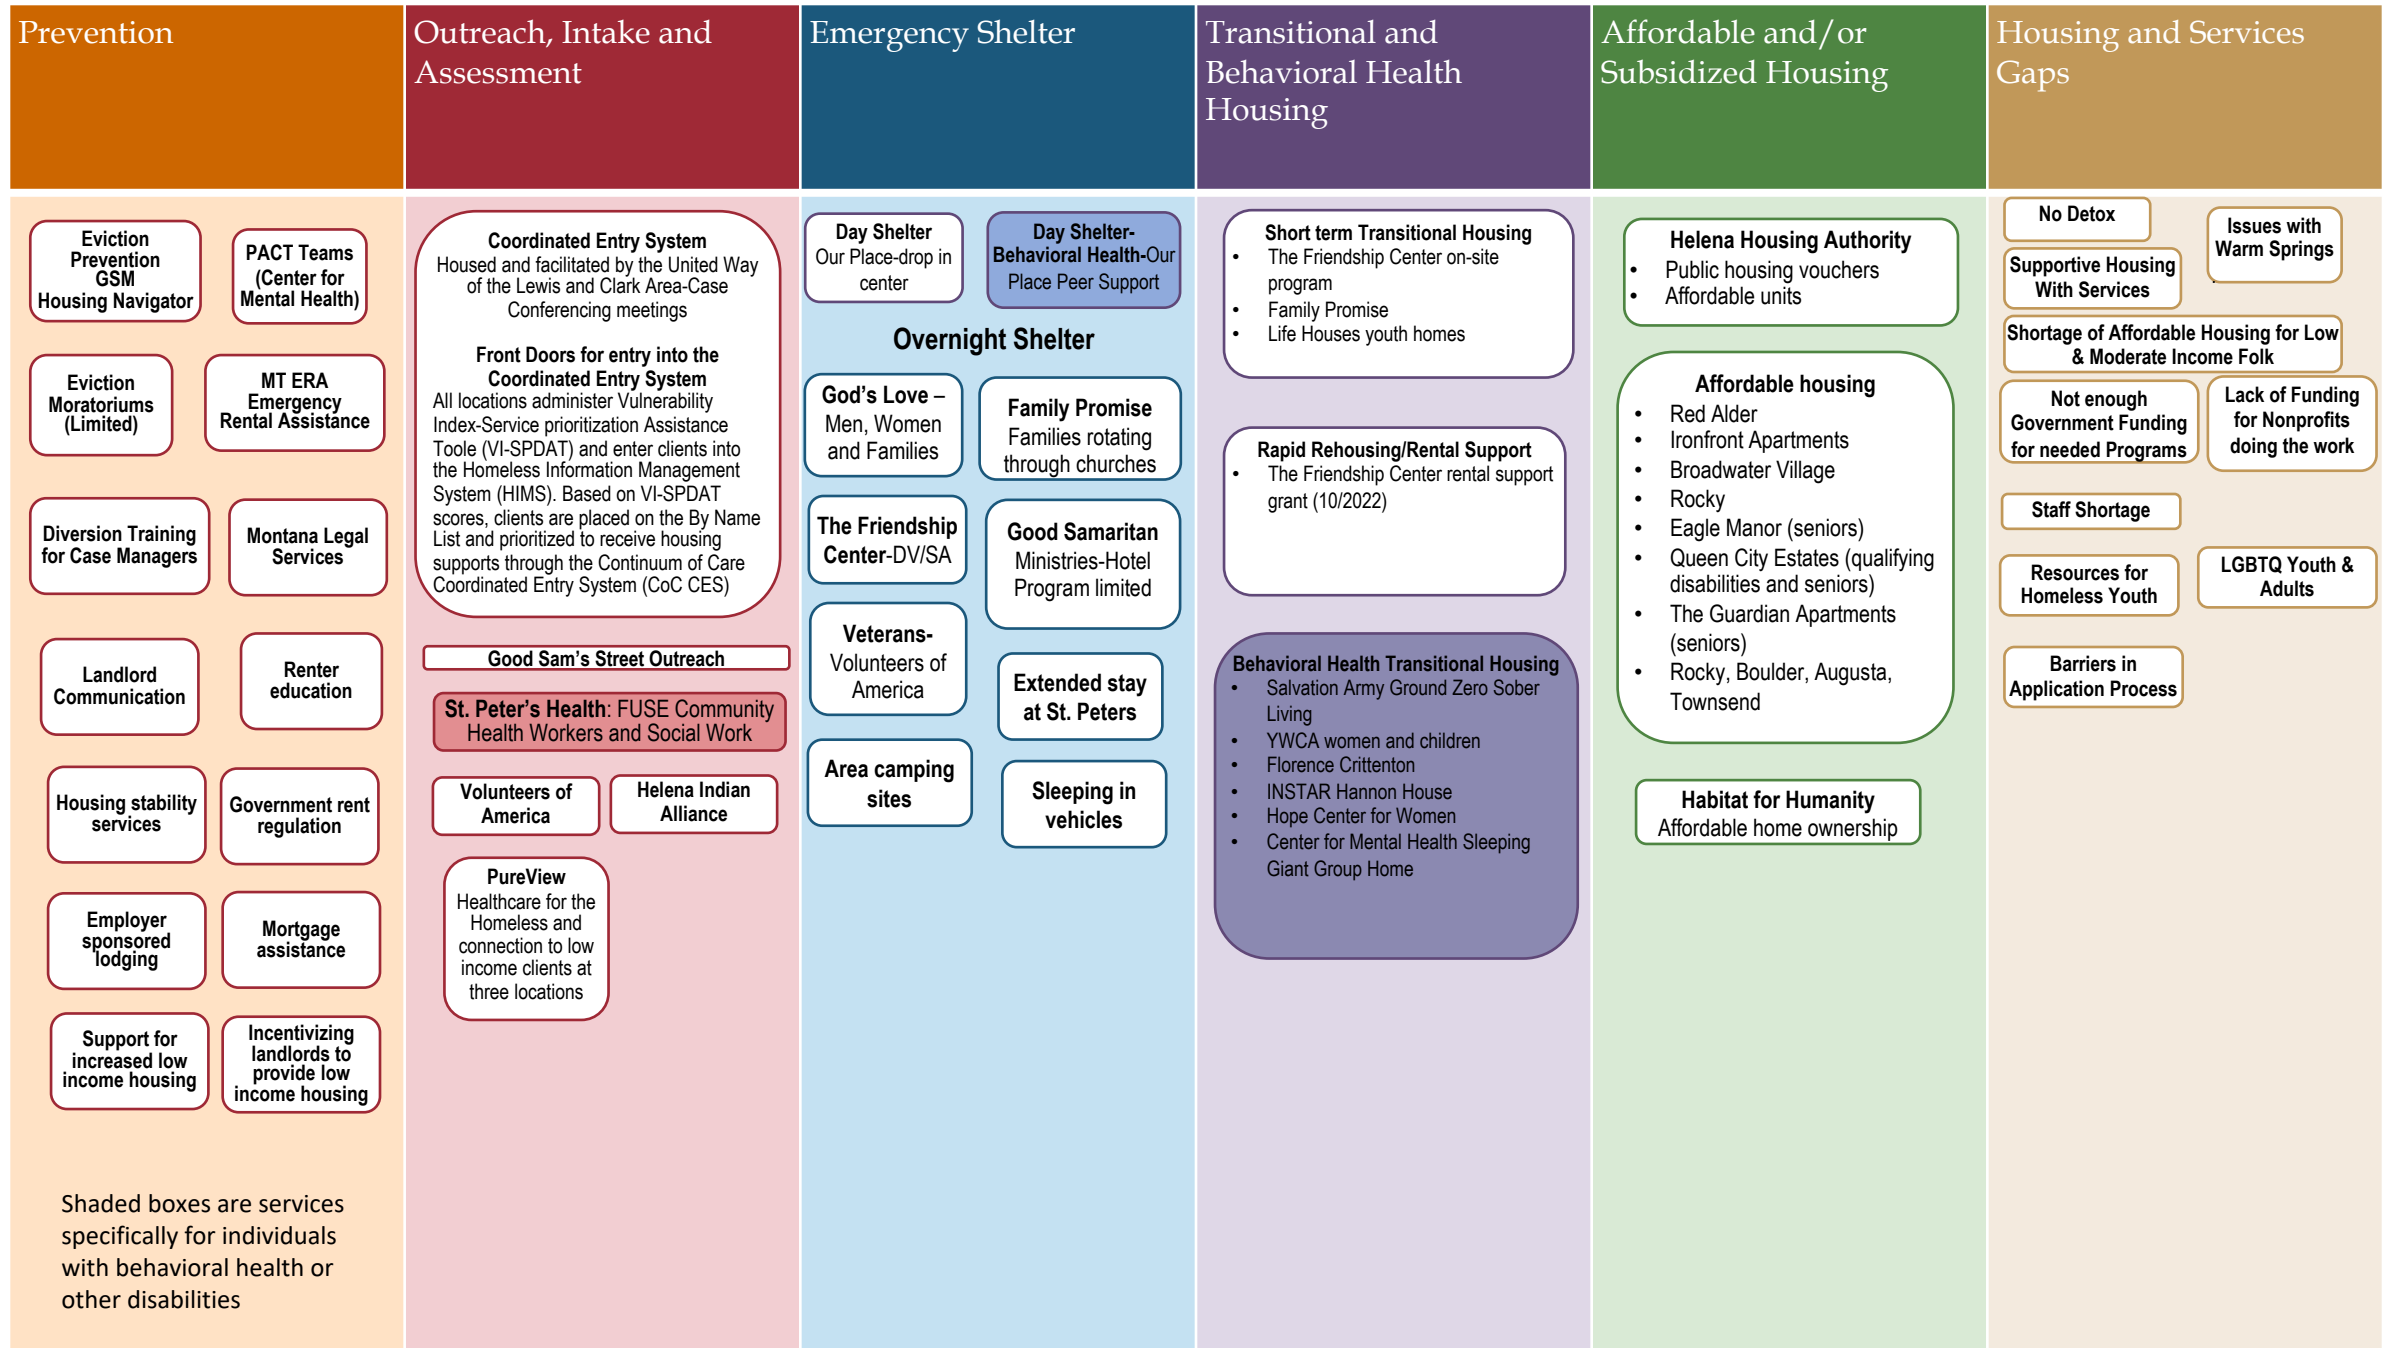 Prevention
Outreach, Intake and
Assessment
Emergency Shelter
Transitional and
Behavioral Health
Housing
Affordable and/or
Subsidized Housing
Housing and Services
Gaps
Eviction
Prevention
GSM
Housing Navigator
PACT Teams
(Center for
Mental Health)
Eviction
Moratoriums
(Limited)
MT ERA
Emergency
Rental Assistance
Diversion Training
for Case Managers
Montana Legal
Services
Landlord
Communication
Renter
education
Housing stability
services
Government rent
regulation
Employer
sponsored
lodging
Mortgage
assistance
Support for
increased low
income housing
Incentivizing
landlords to
provide low
income housing
Shaded boxes are services
specifically for individuals
with behavioral health or
other disabilities
Coordinated Entry System
Housed and facilitated by the United Way
of the Lewis and Clark Area-Case
Conferencing meetings
Front Doors for entry into the
Coordinated Entry System
All locations administer Vulnerability
Index-Service prioritization Assistance
Toole (VI-SPDAT) and enter clients into
the Homeless Information Management
System (HIMS). Based on VI-SPDAT
scores, clients are placed on the By Name
List and prioritized to receive housing
supports through the Continuum of Care
Coordinated Entry System (CoC CES)
Good Sam's Street Outreach
St. Peter's Health: FUSE Community
Health Workers and Social Work
Volunteers of
America
Helena Indian
Alliance
PureView
Healthcare for the
Homeless and
connection to low
income clients at
three locations
Day Shelter
Our Place-drop in
center
Day Shelter-
Behavioral Health-Our
Place Peer Support
Overnight Shelter
God's Love –
Men, Women
and Families
Family Promise
Families rotating
through churches
The Friendship
Center-DV/SA
Good Samaritan
Ministries-Hotel
Program limited
Veterans-
Volunteers of
America
Extended stay
at St. Peters
Area camping
sites
Sleeping in
vehicles
Short term Transitional Housing
• The Friendship Center on-site
program
• Family Promise
• Life Houses youth homes
Rapid Rehousing/Rental Support
• The Friendship Center rental support
grant (10/2022)
Behavioral Health Transitional Housing
• Salvation Army Ground Zero Sober
Living
• YWCA women and children
• Florence Crittenton
• INSTAR Hannon House
• Hope Center for Women
• Center for Mental Health Sleeping
Giant Group Home
Helena Housing Authority
• Public housing vouchers
• Affordable units
Affordable housing
• Red Alder
• Ironfront Apartments
• Broadwater Village
• Rocky
• Eagle Manor (seniors)
• Queen City Estates (qualifying
disabilities and seniors)
• The Guardian Apartments
(seniors)
• Rocky, Boulder, Augusta,
Townsend
Habitat for Humanity
Affordable home ownership
No Detox
Issues with
Warm Springs
.
Supportive Housing
With Services
Shortage of Affordable Housing for Low
& Moderate Income Folk
Not enough
Government Funding
for needed Programs
Lack of Funding
for Nonprofits
doing the work
Staff Shortage
Resources for
Homeless Youth
LGBTQ Youth &
Adults
Barriers in
Application Process